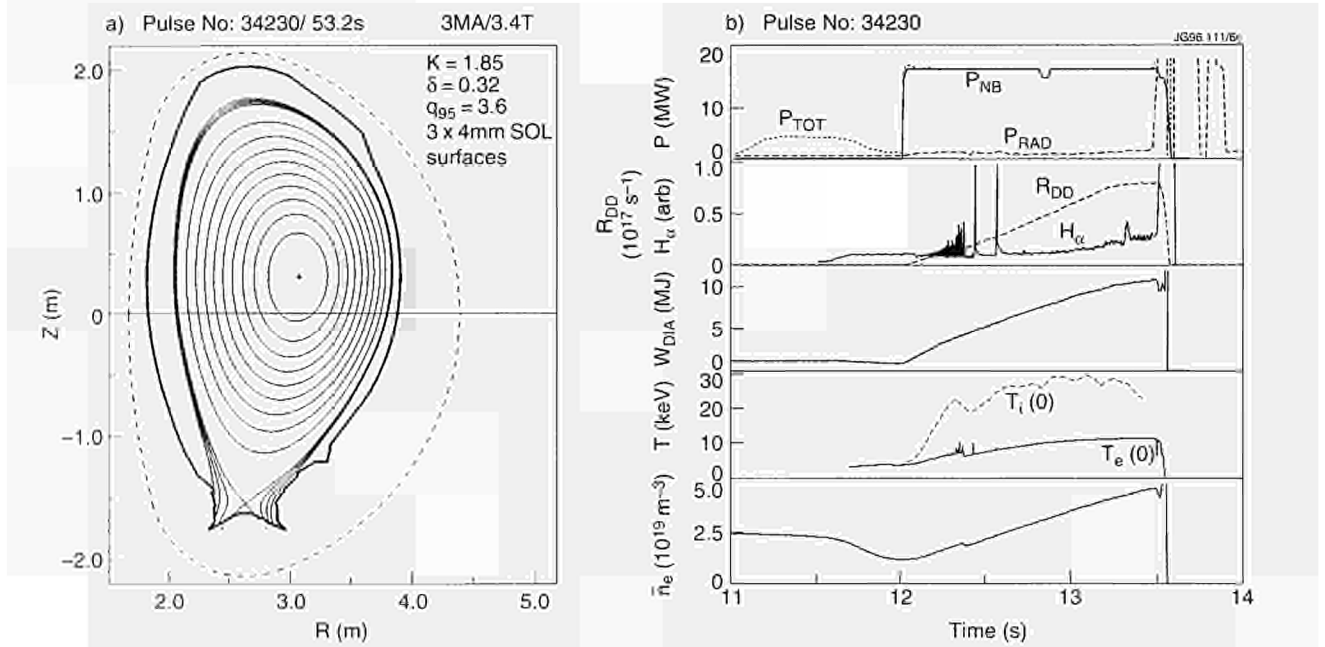 a) Pulse No: 34230/ 53.2s 3MA/3.4T
K = 1.85
δ = 0.32
q95 = 3.6
3 x 4mm SOL
surfaces
2.0
1.0
0
−1.0
−2.0
Z (m)
2.0 3.0 4.0 5.0
R (m)
b) Pulse No: 34230
JG96.111/6
20
10
0
P (MW)
PNB
PTOT
PRAD
1.0
0.5
0
RDD
(10^17 s^−1)
Hα (arb)
RDD
Hα
10
5
0
WDIA (MJ)
30
20
10
0
T (keV)
Ti (0)
Te (0)
5.0
2.5
0
n̅e (10^19 m^−3)
11 12 13 14
Time (s)